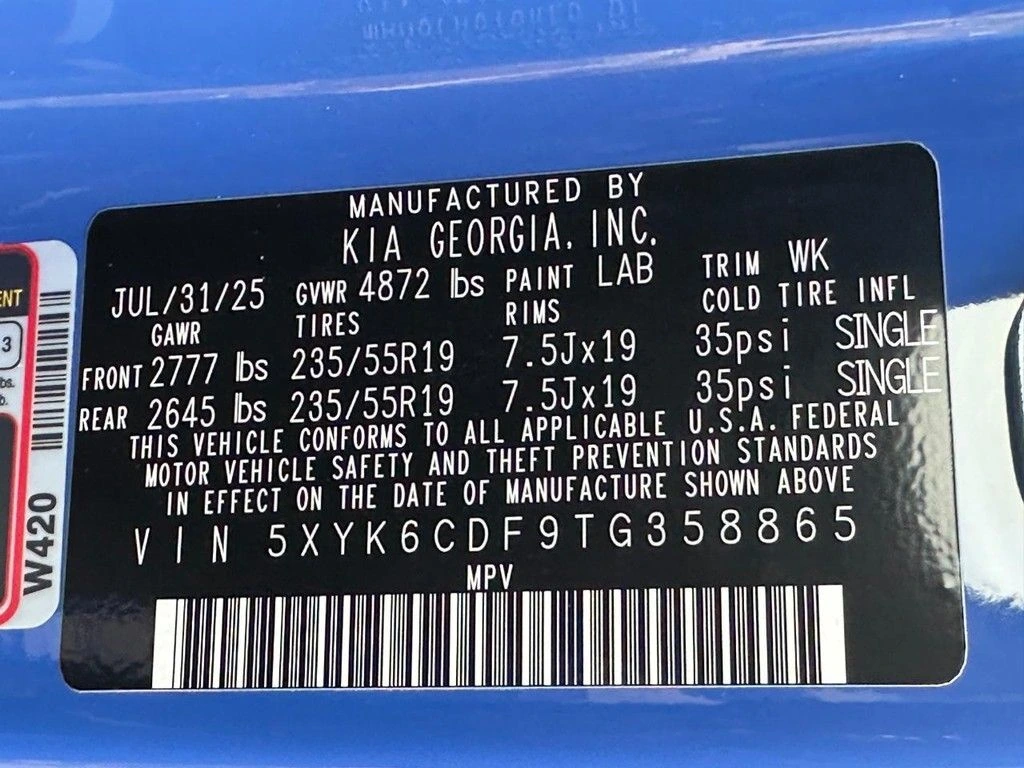 MANUFACTURED BY
KIA GEORGIA, INC.
JUL/31/25 GVWR 4872 lbs PAINT LAB TRIM WK
GAWR TIRES RIMS COLD TIRE INFL
FRONT 2777 lbs 235/55R19 7.5Jx19 35psi SINGLE
REAR 2645 lbs 235/55R19 7.5Jx19 35psi SINGLE
THIS VEHICLE CONFORMS TO ALL APPLICABLE U.S.A. FEDERAL
MOTOR VEHICLE SAFETY AND THEFT PREVENTION STANDARDS
IN EFFECT ON THE DATE OF MANUFACTURE SHOWN ABOVE
VIN 5XYK6CDF9TG358865
MPV
W420
3